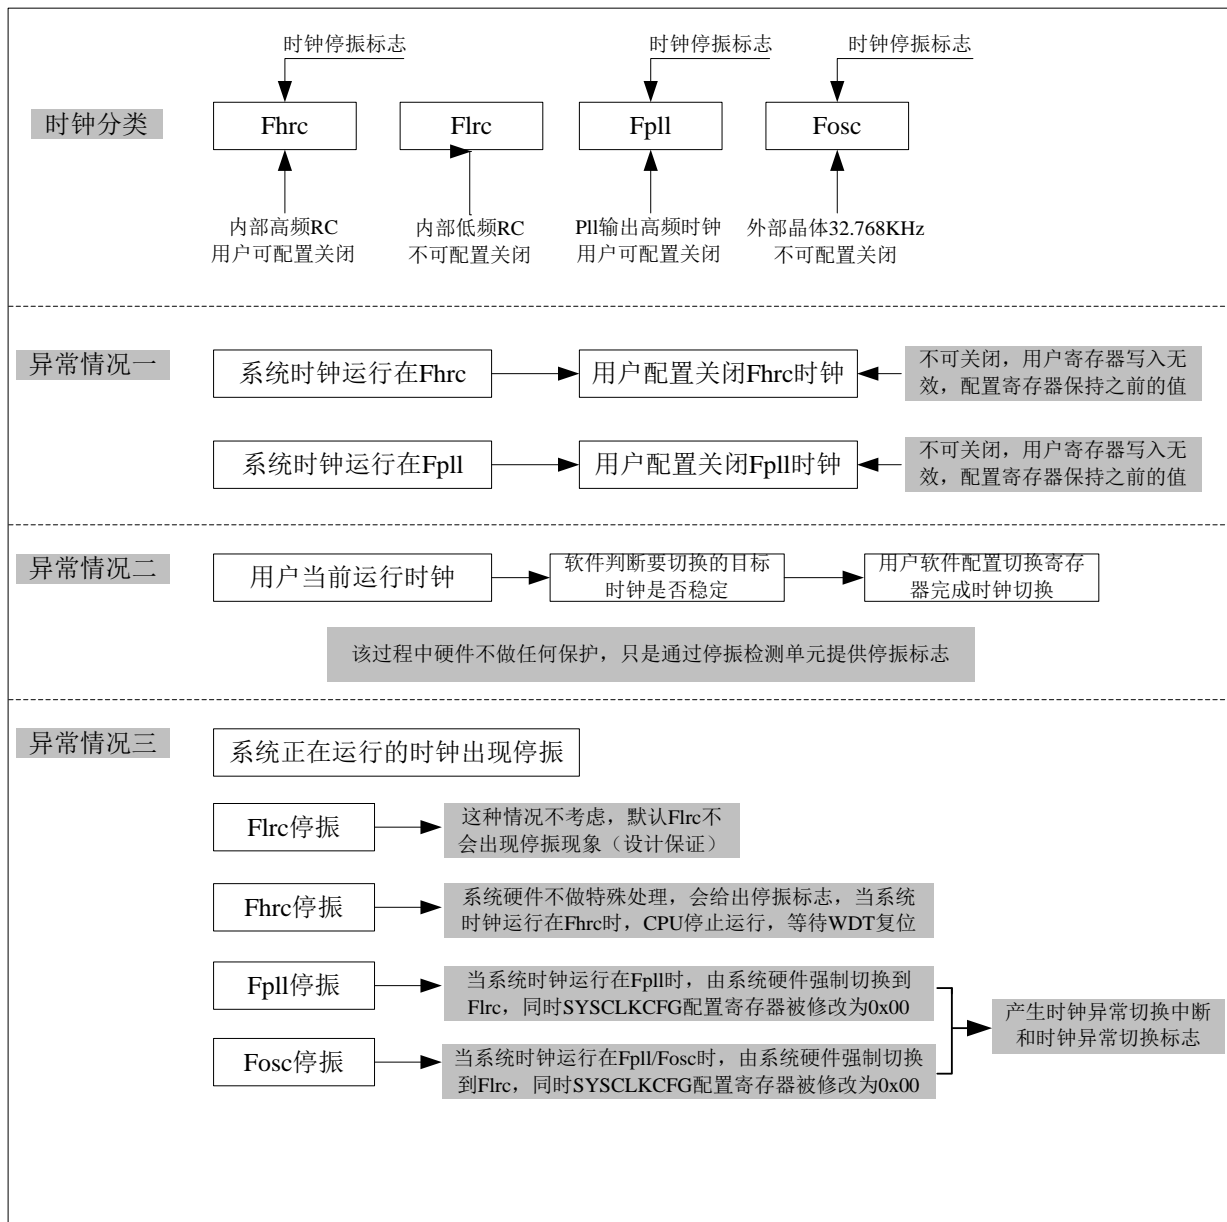 时钟停振标志
时钟停振标志
时钟停振标志
时钟分类
Fhrc
Flrc
Fpll
Fosc
内部高频RC
用户可配置关闭
内部低频RC
不可配置关闭
Pll输出高频时钟
用户可配置关闭
外部晶体32.768KHz
不可配置关闭
异常情况一
系统时钟运行在Fhrc
用户配置关闭Fhrc时钟
不可关闭，用户寄存器写入无
效，配置寄存器保持之前的值
系统时钟运行在Fpll
用户配置关闭Fpll时钟
不可关闭，用户寄存器写入无
效，配置寄存器保持之前的值
异常情况二
用户当前运行时钟
软件判断要切换的目标
时钟是否稳定
用户软件配置切换寄存
器完成时钟切换
该过程中硬件不做任何保护，只是通过停振检测单元提供停振标志
异常情况三
系统正在运行的时钟出现停振
Flrc停振
这种情况不考虑，默认Flrc不
会出现停振现象（设计保证）
Fhrc停振
系统硬件不做特殊处理，会给出停振标志，当系统
时钟运行在Fhrc时，CPU停止运行，等待WDT复位
Fpll停振
当系统时钟运行在Fpll时，由系统硬件强制切换到
Flrc，同时SYSCLKCFG配置寄存器被修改为0x00
Fosc停振
当系统时钟运行在Fpll/Fosc时，由系统硬件强制切换
到Flrc，同时SYSCLKCFG配置寄存器被修改为0x00
产生时钟异常切换中断
和时钟异常切换标志